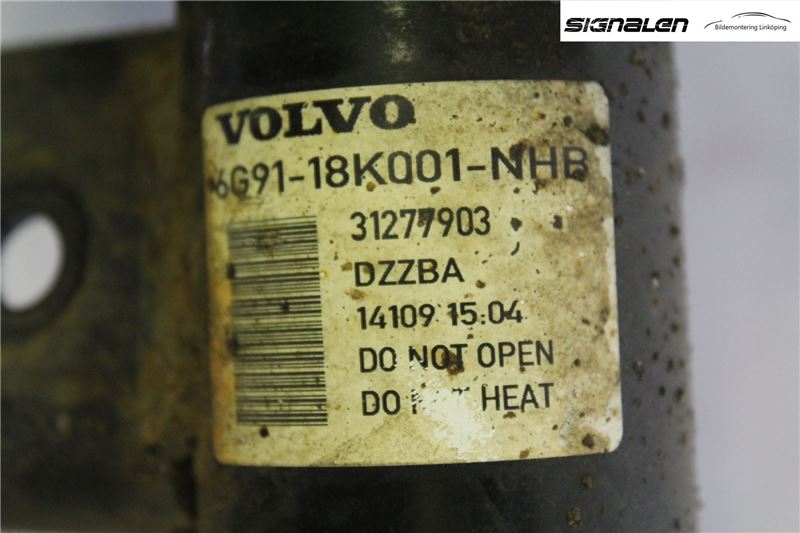 SIGNALEN
Bildemontering Linköping
VOLVO
6G91-18K001-NHB
31277903
DZZBA
14109 15:04
DO NOT OPEN
DO HEAT